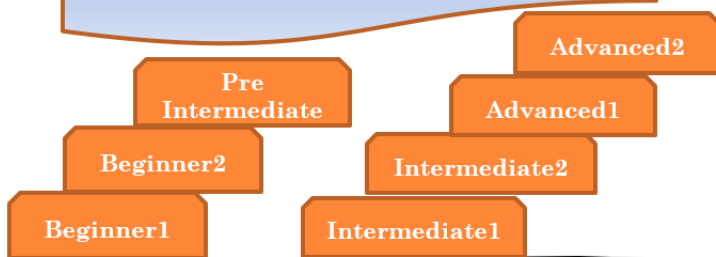 Advanced2
Pre
Intermediate
Advanced1
Beginner2
Intermediate2
Beginner1
Intermediate1